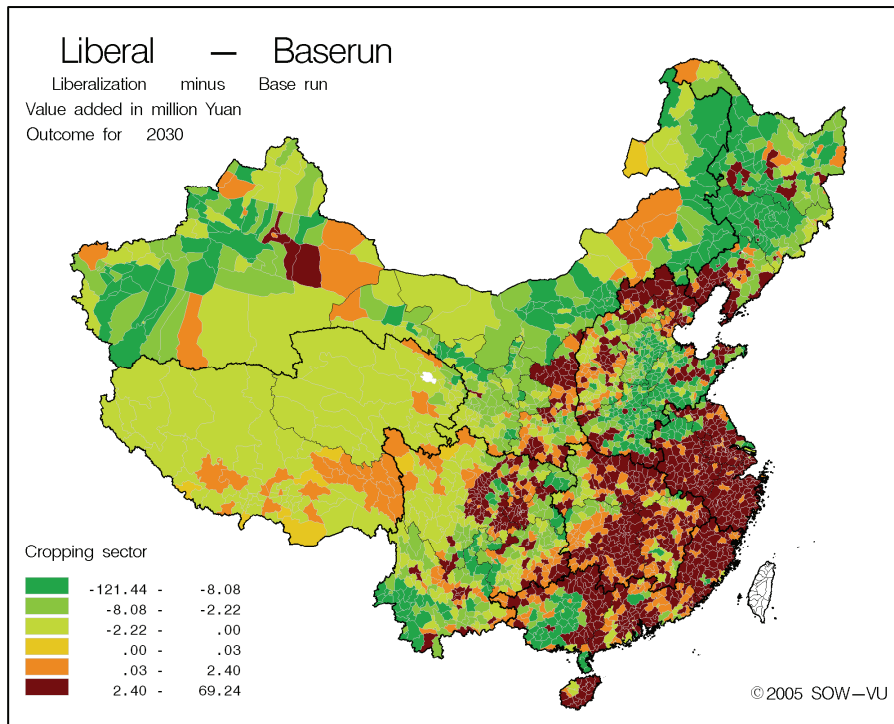 Liberal — Baserun
Liberalization minus Base run
Value added in million Yuan
Outcome for 2030
Cropping sector
-121.44 - -8.08
-8.08 - -2.22
-2.22 - .00
.00 - .03
.03 - 2.40
2.40 - 69.24
©2005 SOW—VU